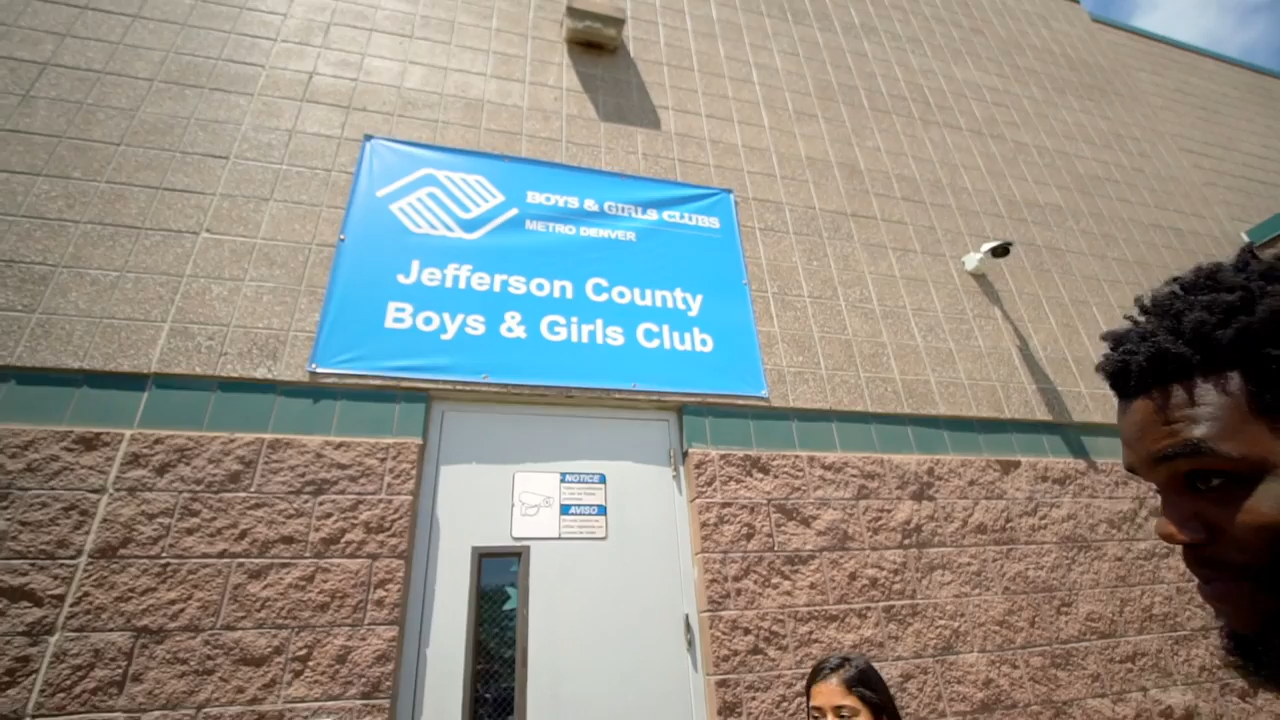 BOYS & GIRLS CLUBS
METRO DENVER
Jefferson County
Boys & Girls Club
NOTICE
AVISO